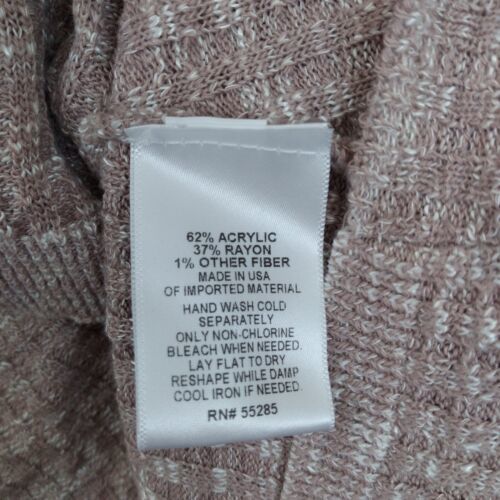 62% ACRYLIC
37% RAYON
1% OTHER FIBER
MADE IN USA
OF IMPORTED MATERIAL
HAND WASH COLD
SEPARATELY
ONLY NON-CHLORINE
BLEACH WHEN NEEDED.
LAY FLAT TO DRY
RESHAPE WHILE DAMP
COOL IRON IF NEEDED.
RN# 55285